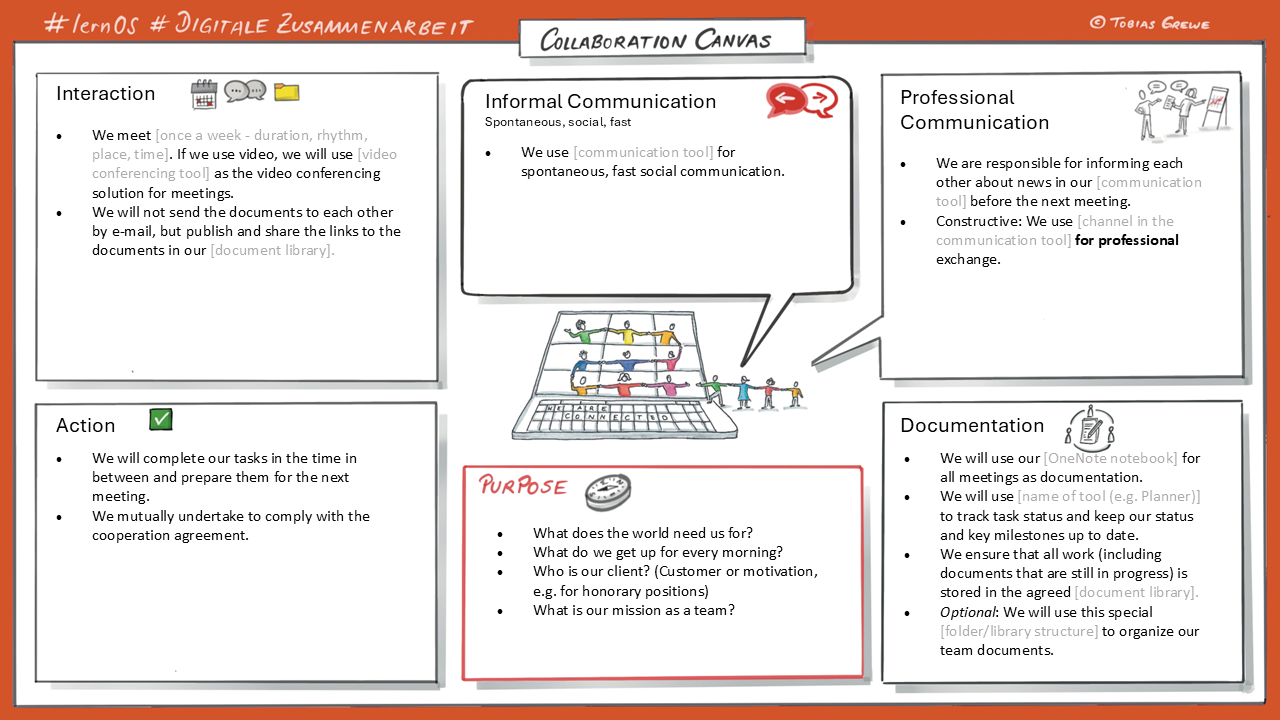 #lernOS # DIGITALE ZUSAMMENARBEIT
© TOBIAS GREWE
COLLABORATION CANVAS
Interaction
• We meet [once a week - duration, rhythm,
place, time]. If we use video, we will use [video
conferencing tool] as the video conferencing
solution for meetings.
• We will not send the documents to each other
by e-mail, but publish and share the links to the
documents in our [document library].
Informal Communication
Spontaneous, social, fast
• We use [communication tool] for
spontaneous, fast social communication.
Professional
Communication
• We are responsible for informing each
other about news in our [communication
tool] before the next meeting.
• Constructive: We use [channel in the
communication tool] for professional
exchange.
WE ARE
CONNECTED
Action
• We will complete our tasks in the time in
between and prepare them for the next
meeting.
• We mutually undertake to comply with the
cooperation agreement.
PURPOSE
• What does the world need us for?
• What do we get up for every morning?
• Who is our client? (Customer or motivation,
e.g. for honorary positions)
• What is our mission as a team?
Documentation
• We will use our [OneNote notebook] for
all meetings as documentation.
• We will use [name of tool (e.g. Planner)]
to track task status and keep our status
and key milestones up to date.
• We ensure that all work (including
documents that are still in progress) is
stored in the agreed [document library].
• Optional: We will use this special
[folder/library structure] to organize our
team documents.